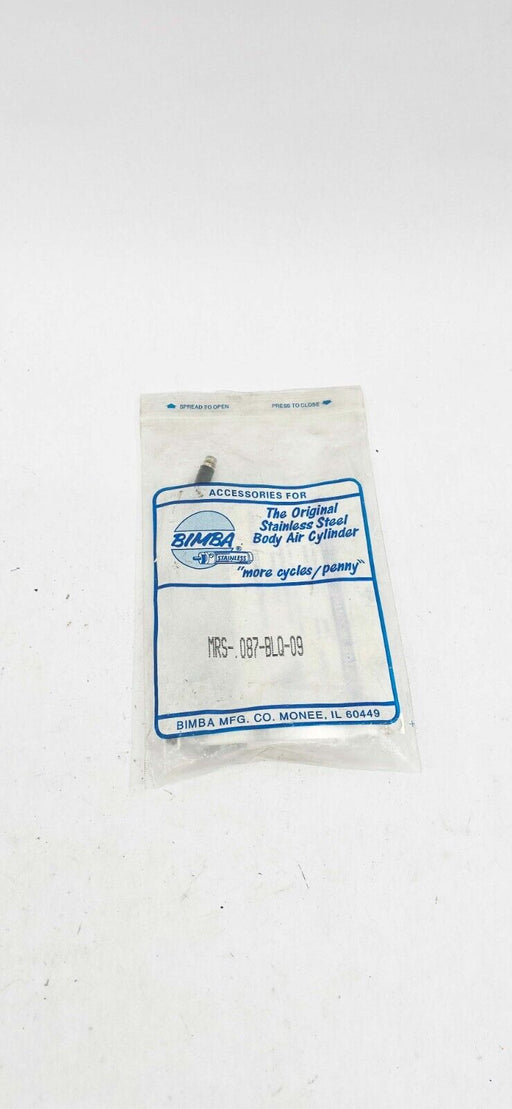 SPREAD TO OPEN PRESS TO CLOSE
ACCESSORIES FOR
The Original
Stainless Steel
Body Air Cylinder
BIMBA®
STAINLESS
"more cycles/penny"
MRS-.087-BLQ-09
BIMBA MFG. CO. MONEE, IL 60449